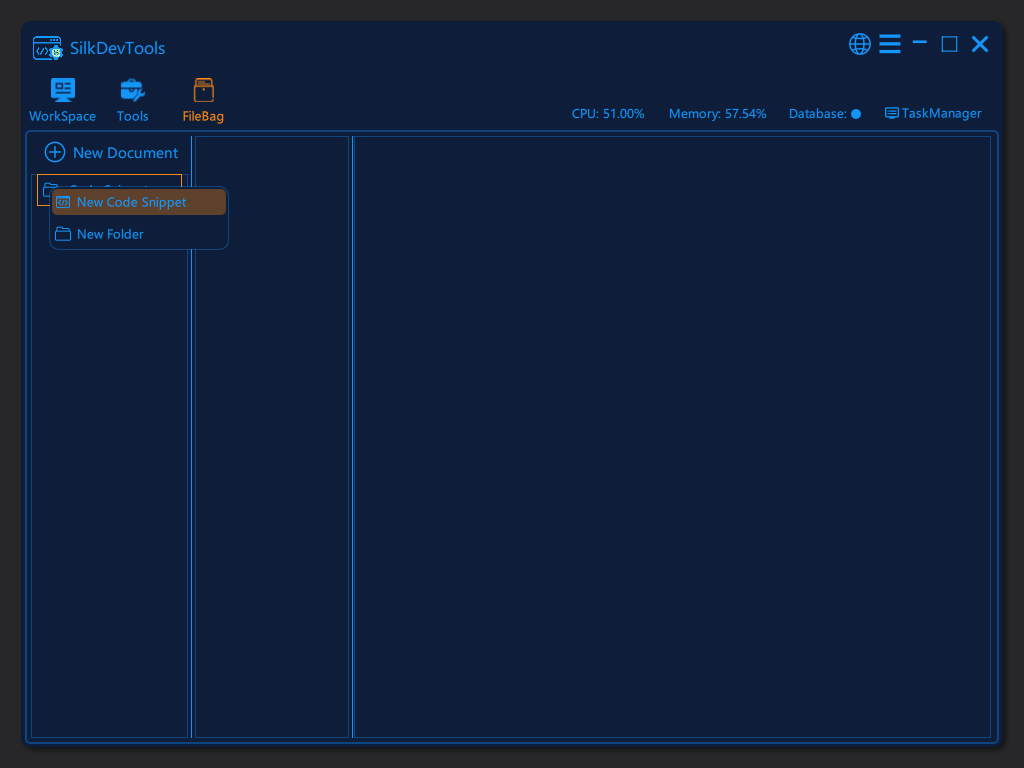 SilkDevTools
WorkSpace
Tools
FileBag
CPU: 51.00%
Memory: 57.54%
Database:
TaskManager
New Document
New Code Snippet
New Folder